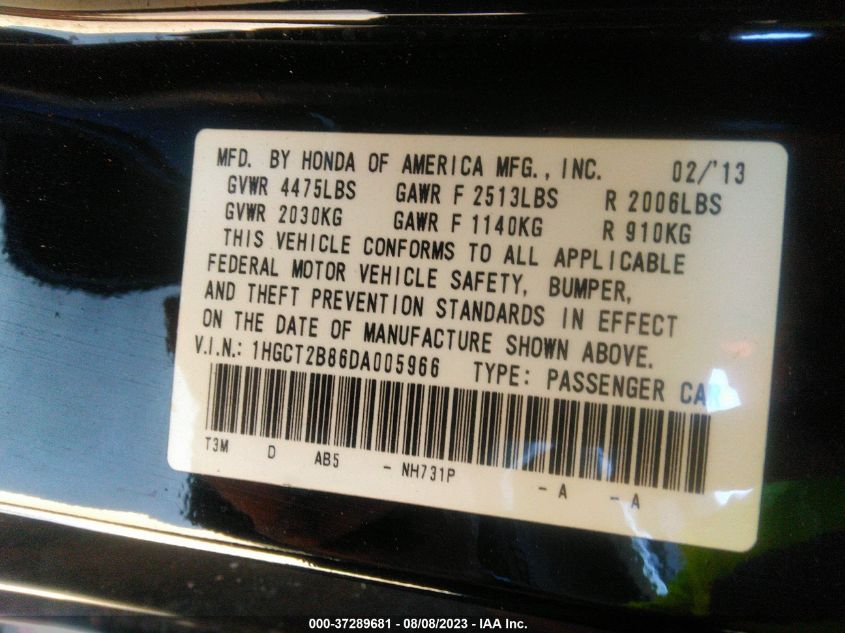 MFD. BY HONDA OF AMERICA MFG., INC. 02/'13
GVWR 4475LBS GAWR F 2513LBS R 2006LBS
GVWR 2030KG GAWR F 1140KG R 910KG
THIS VEHICLE CONFORMS TO ALL APPLICABLE
FEDERAL MOTOR VEHICLE SAFETY, BUMPER,
AND THEFT PREVENTION STANDARDS IN EFFECT
ON THE DATE OF MANUFACTURE SHOWN ABOVE.
V.I.N.: 1HGCT2B86DA005966 TYPE: PASSENGER CAR
T3M D AB5 - NH731P - A - A
000-37289681 - 08/08/2023 - IAA Inc.